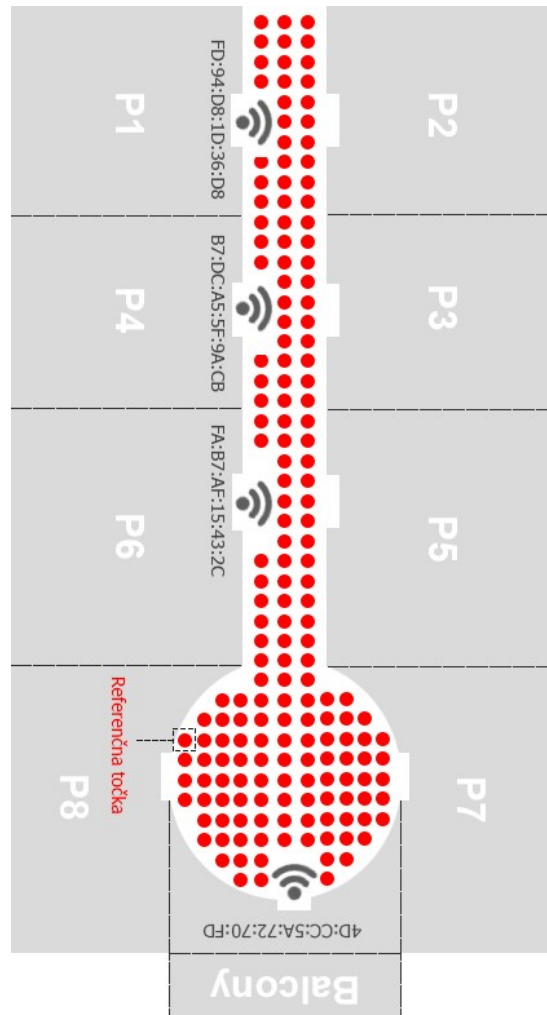 P1
FD:94:D8:1D:36:D8
P2
P4
B7:DC:A5:5F:9A:CB
P3
P6
FA:B7:AF:15:43:2C
P5
Referenčna točka
P8
P7
4D:CC:5A:72:70:FD
Balcony